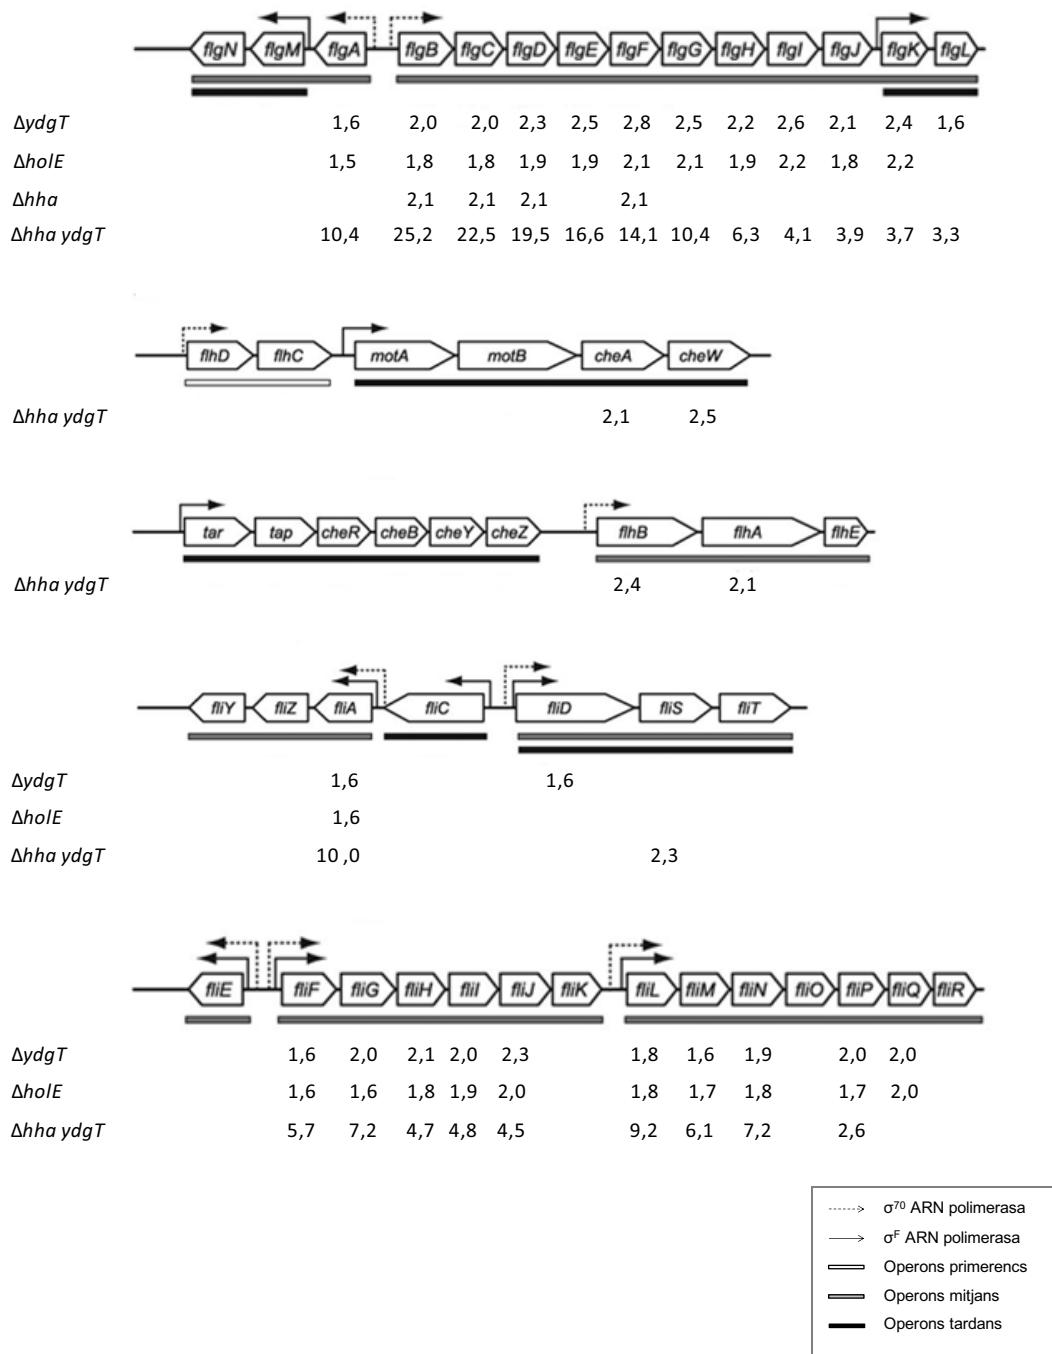 flgN flgM flgA flgB flgC flgD flgE flgF flgG flgH flgI flgJ flgK flgL
ΔydgT 1,6 2,0 2,0 2,3 2,5 2,8 2,5 2,2 2,6 2,1 2,4 1,6
ΔholE 1,5 1,8 1,8 1,9 1,9 2,1 2,1 1,9 2,2 1,8 2,2
Δhha 2,1 2,1 2,1 2,1
Δhha ydgT 10,4 25,2 22,5 19,5 16,6 14,1 10,4 6,3 4,1 3,9 3,7 3,3
flhD flhC motA motB cheA cheW
Δhha ydgT 2,1 2,5
tar tap cheR cheB cheY cheZ flhB flhA flhE
Δhha ydgT 2,4 2,1
fliY fliZ fliA fliC fliD fliS fliT
ΔydgT 1,6 1,6
ΔholE 1,6
Δhha ydgT 10 ,0 2,3
fliE fliF fliG fliH fliI fliJ fliK fliL fliM fliN fliO fliP fliQ fliR
ΔydgT 1,6 2,0 2,1 2,0 2,3 1,8 1,6 1,9 2,0 2,0
ΔholE 1,6 1,6 1,8 1,9 2,0 1,8 1,7 1,8 1,7 2,0
Δhha ydgT 5,7 7,2 4,7 4,8 4,5 9,2 6,1 7,2 2,6
σ⁷⁰ ARN polimerasa
σᶠ ARN polimerasa
Operons primerencs
Operons mitjans
Operons tardans